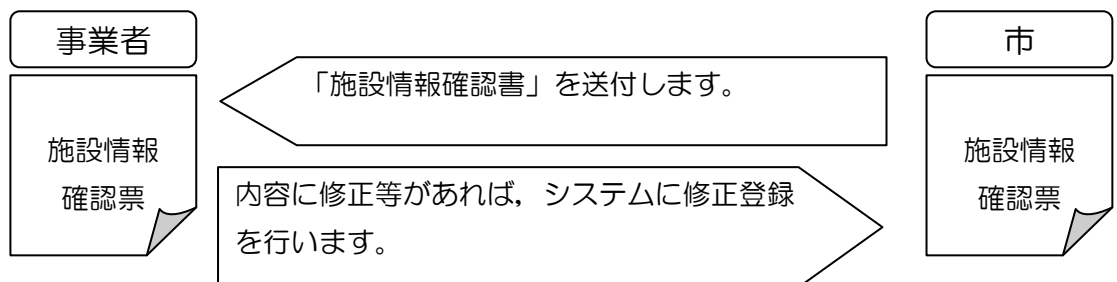 事業者
市
「施設情報確認書」を送付します。
施設情報
確認票
施設情報
確認票
内容に修正等があれば，システムに修正登録
を行います。